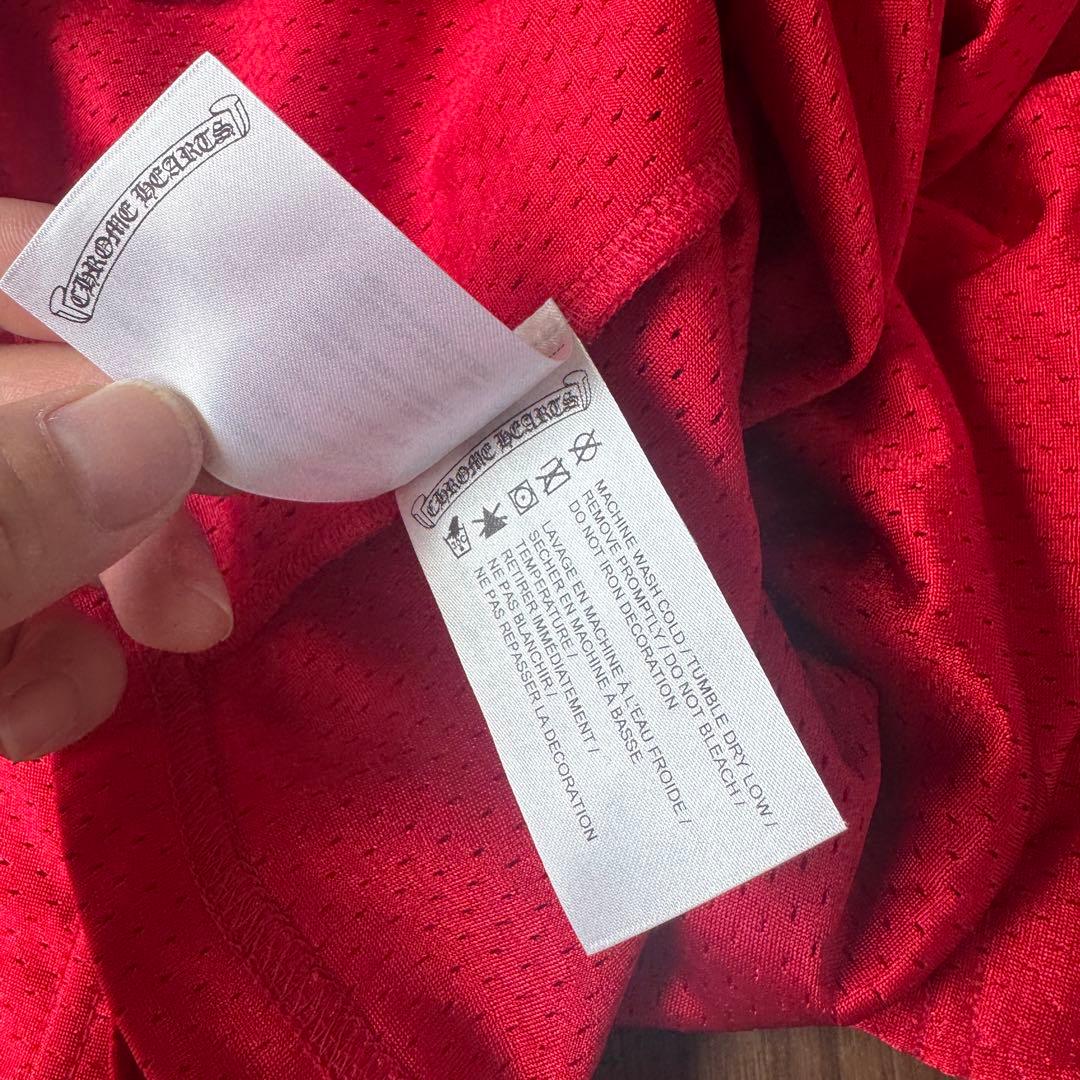 CHROME HEARTS
CHROME HEARTS
MACHINE WASH COLD / TUMBLE DRY LOW /
REMOVE PROMPTLY / DO NOT BLEACH /
DO NOT IRON DECORATION
LAVAGE EN MACHINE À L'EAU FROIDE /
SECHER EN MACHINE À BASSE
TEMPERATURE /
RETIRER IMMÉDIATEMENT /
NE PAS BLANCHIR /
NE PAS REPASSER LA DECORATION